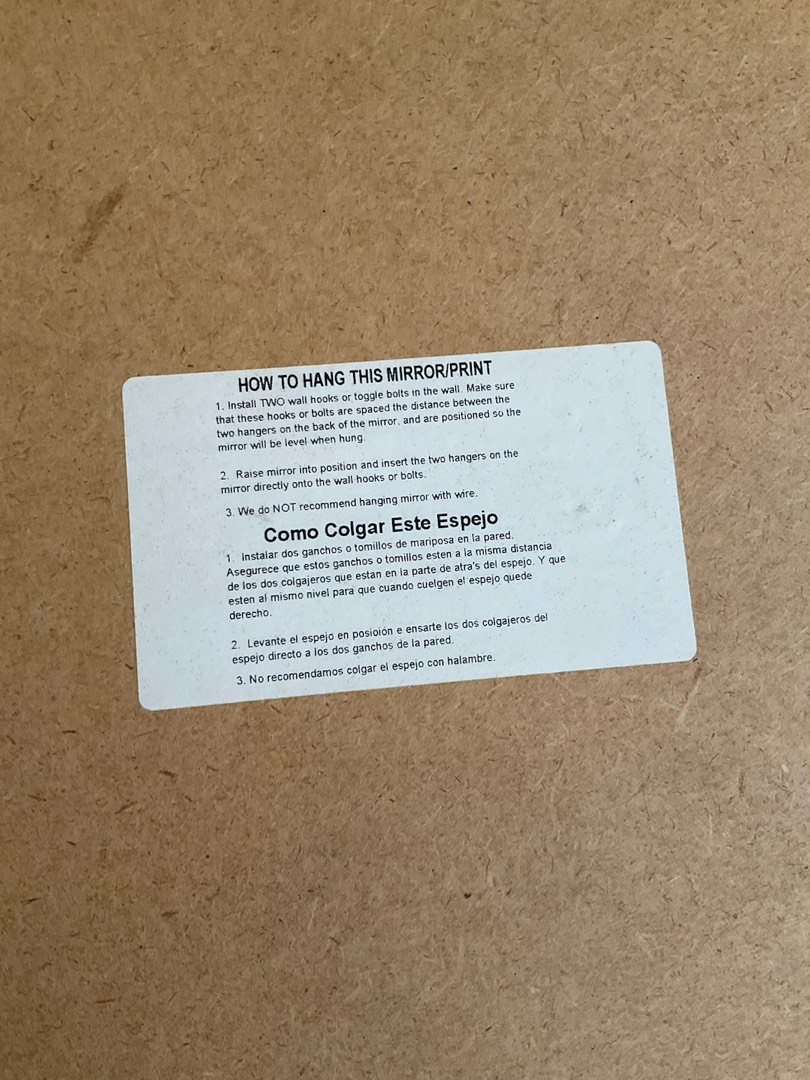 HOW TO HANG THIS MIRROR/PRINT
1. Install TWO wall hooks or toggle bolts in the wall. Make sure
that these hooks or bolts are spaced the distance between the
two hangers on the back of the mirror, and are positioned so the
mirror will be level when hung.
2. Raise mirror into position and insert the two hangers on the
mirror directly onto the wall hooks or bolts.
3. We do NOT recommend hanging mirror with wire.
Como Colgar Este Espejo
1. Instalar dos ganchos o tomillos de mariposa en la pared.
Asegurece que estos ganchos o tomillos esten a la misma distancia
de los dos colgajeros que estan en la parte de atra's del espejo. Y que
esten al mismo nivel para que cuando cuelgen el espejo quede
derecho.
2. Levante el espejo en posioión e ensarte los dos colgajeros del
espejo directo a los dos ganchos de la pared.
3. No recomendamos colgar el espejo con halambre.